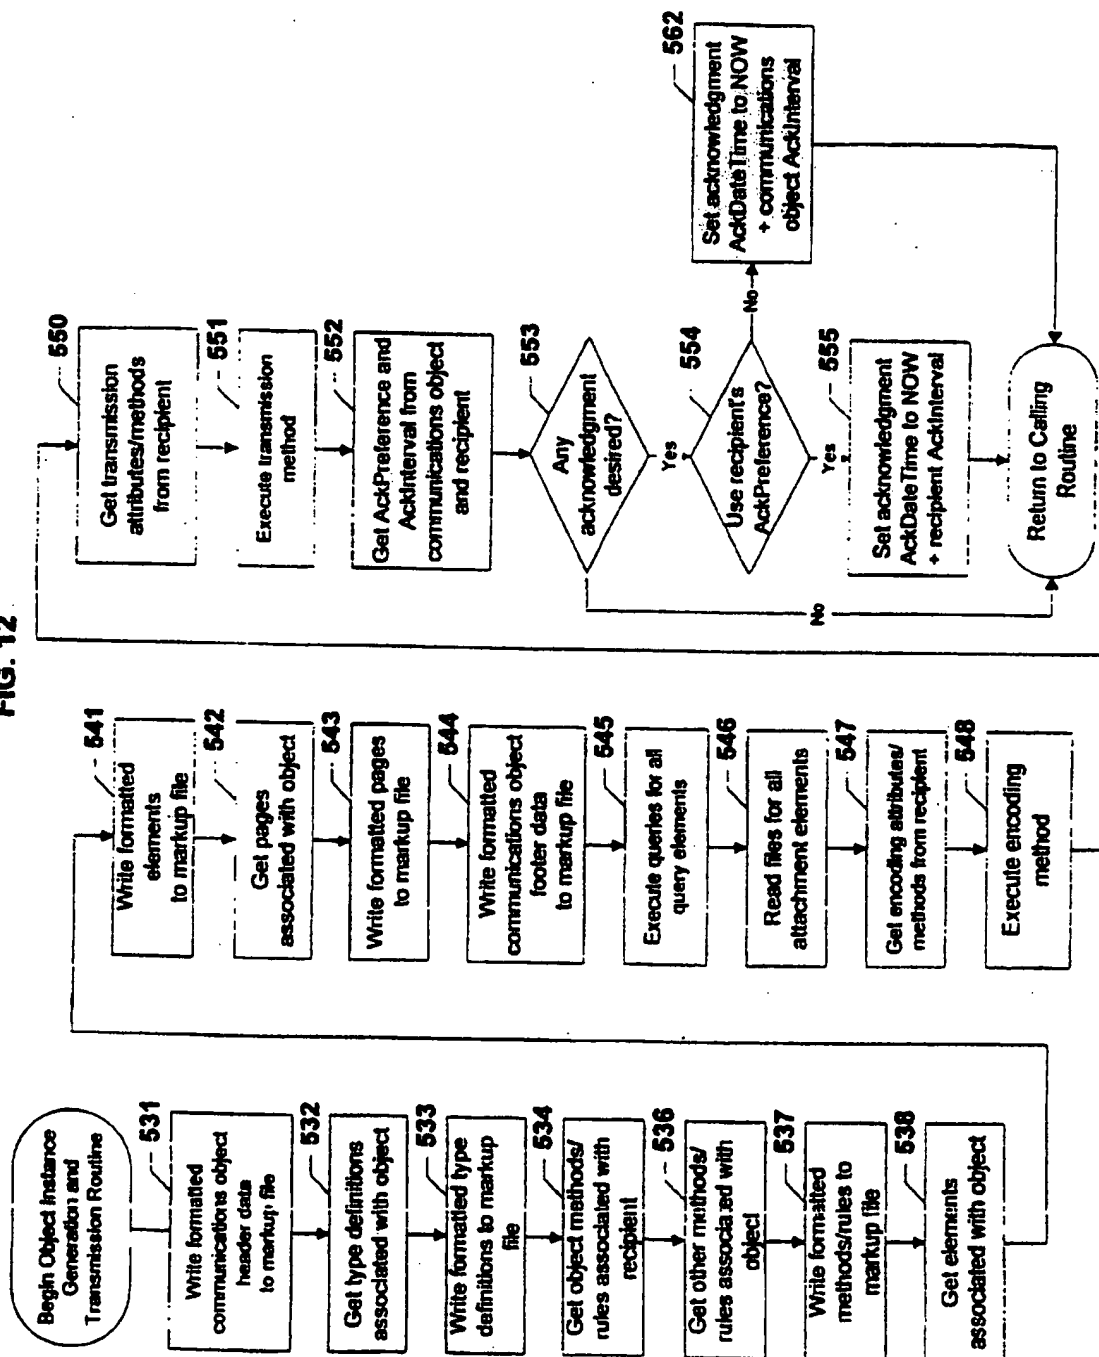 FIG. 12
Begin Object Instance
Generation and
Transmission Routine
531
Write formatted
communications object
header data
to markup file
532
Get type definitions
associated with object
533
Write formatted type
definitions to markup
file
534
Get object methods/
rules associated with
recipient
536
Get other methods/
rules associated with
object
537
Write formatted
methods/rules to
markup file
538
Get elements
associated with object
541
Write formatted
elements
to markup file
542
Get pages
associated with object
543
Write formatted pages
to markup file
544
Write formatted
communications object
footer data
to markup file
545
Execute queries for all
query elements
546
Read files for all
attachment elements
547
Get encoding attributes/
methods from recipient
548
Execute encoding
method
550
Get transmission
attributes/methods
from recipient
551
Execute transmission
method
552
Get AckPreference and
AckInterval from
communications object
and recipient
553
Any
acknowledgment
desired?
Yes
No
554
Use recipient's
AckPreference?
No
Yes
562
Set acknowledgment
AckDateTime to NOW
+ communications
object AckInterval
555
Set acknowledgment
AckDateTime to NOW
+ recipient AckInterval
Return to Calling
Routine